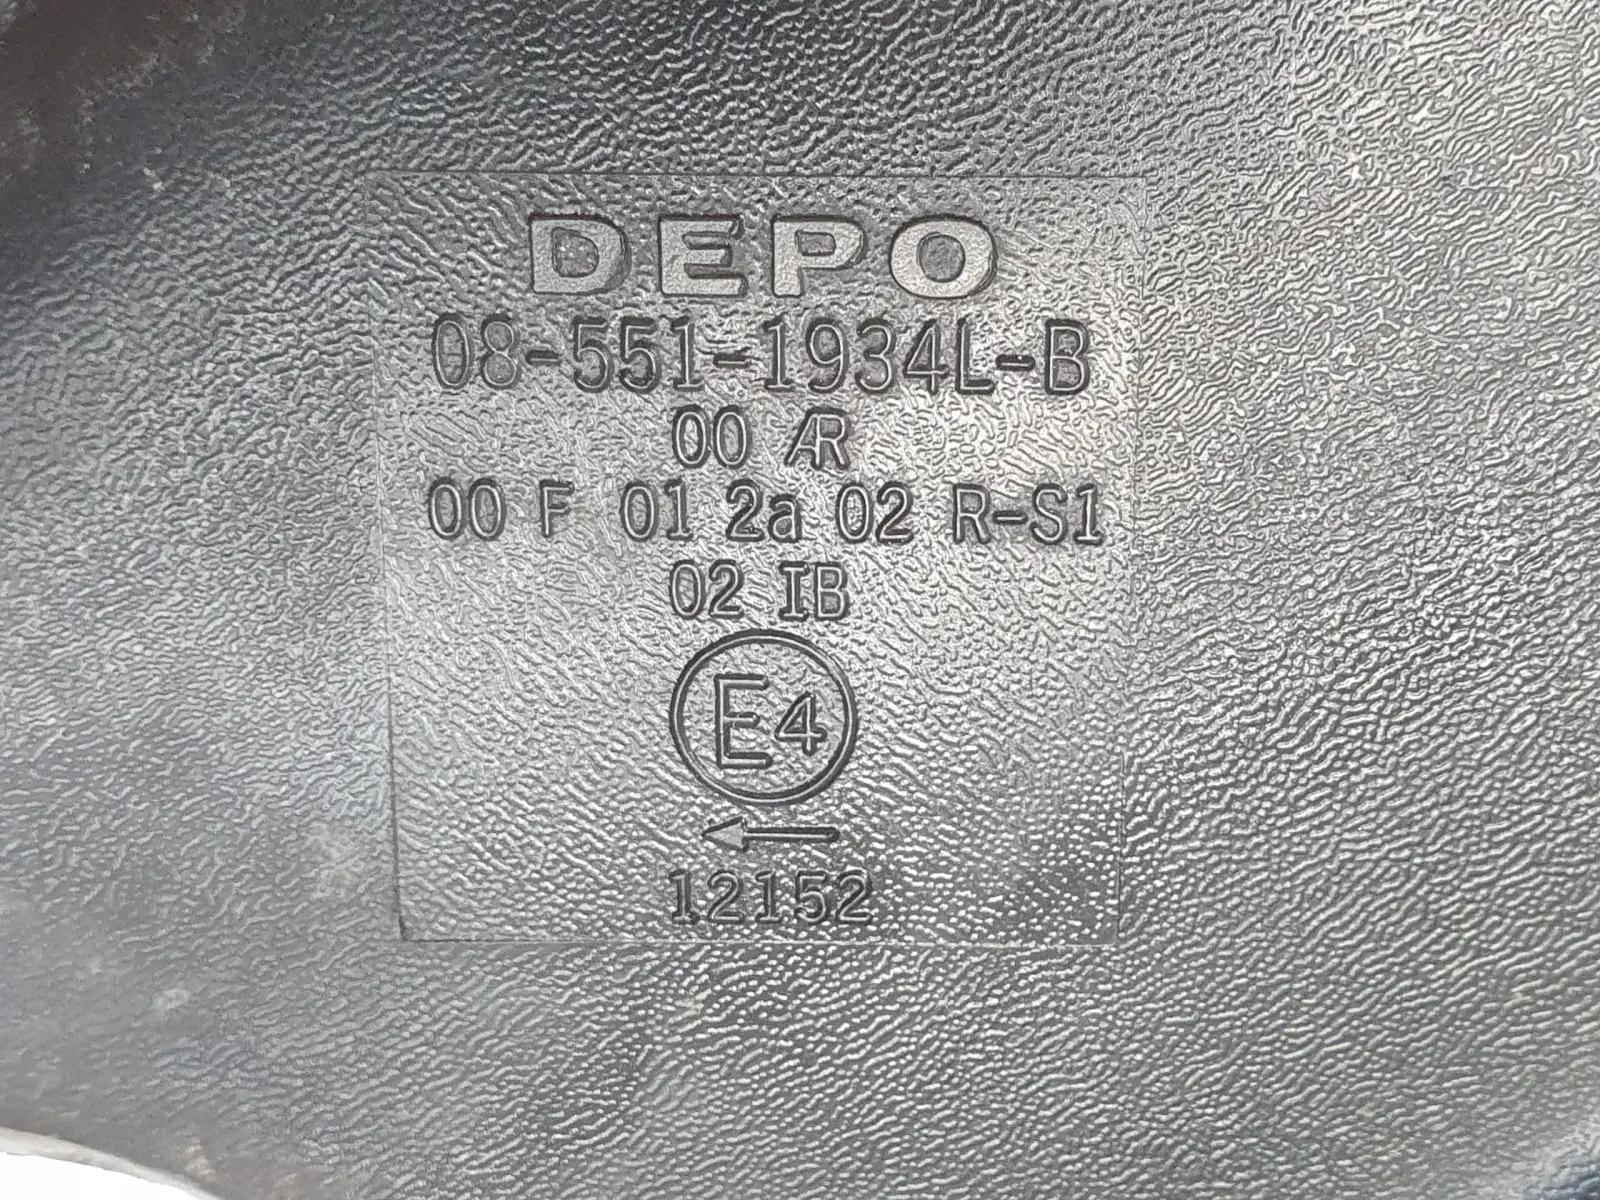 DEPO
08-551-1934L-B
00 AR
00 F 01 2a 02 R-S1
02 IB
E4
←
12152